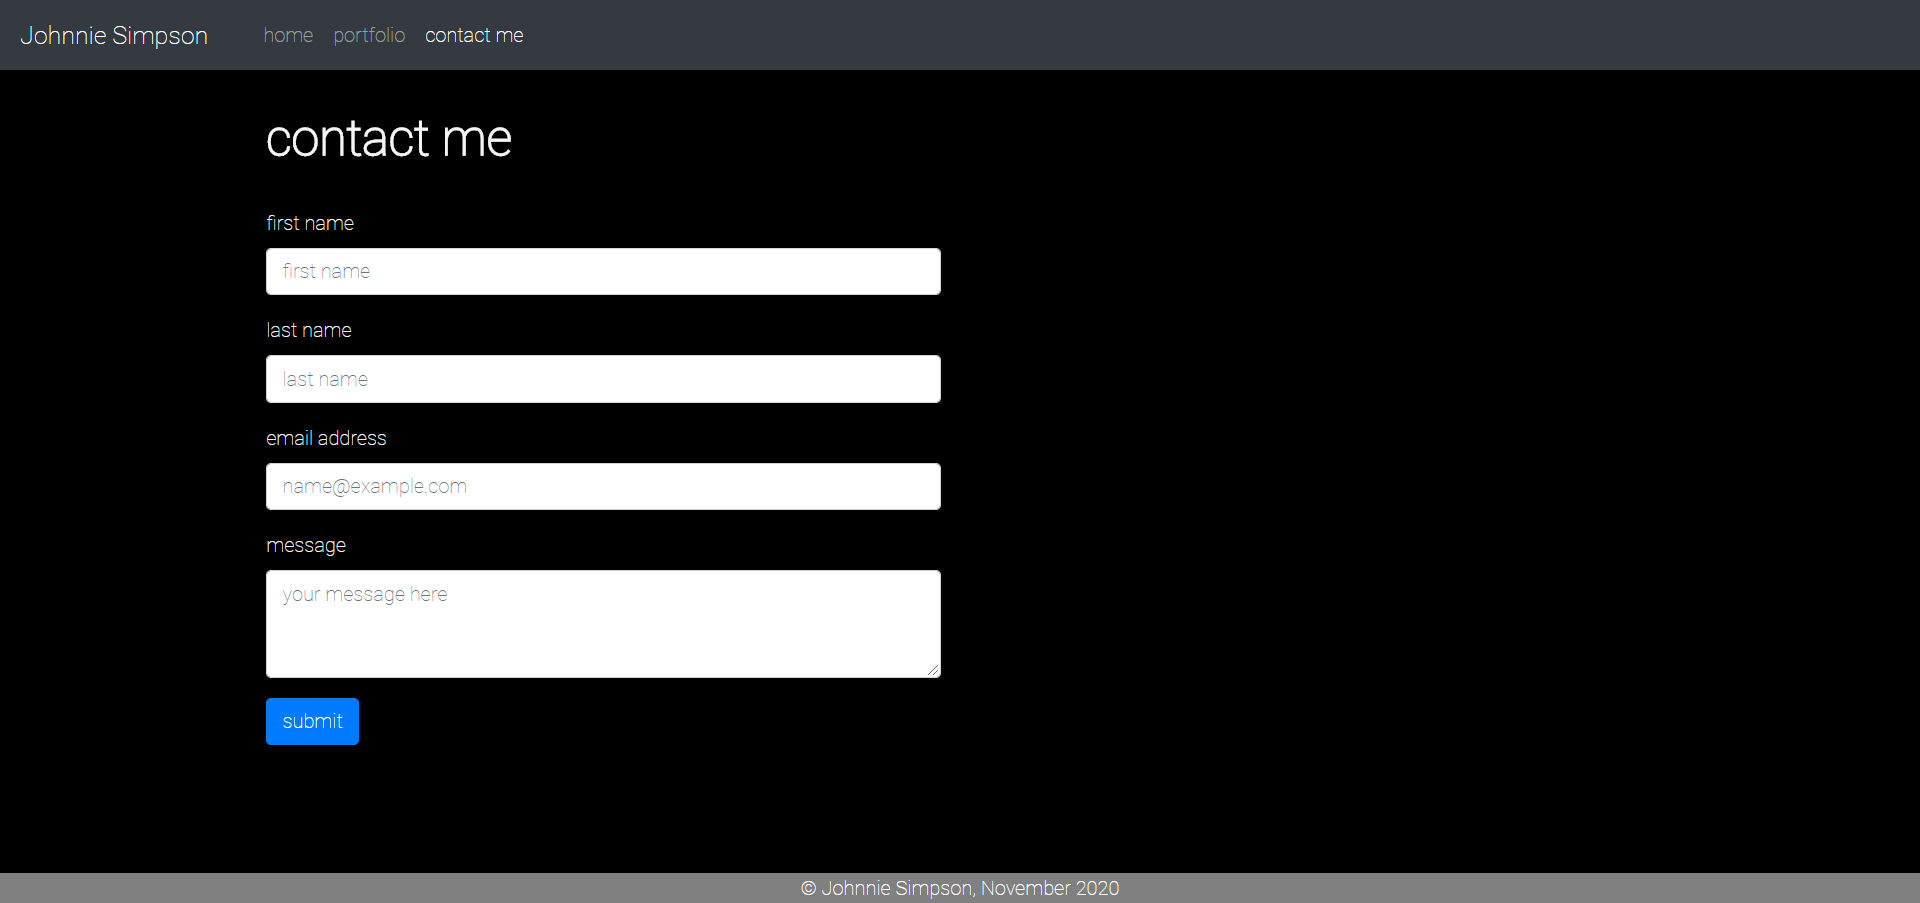 Johnnie Simpson home portfolio contact me
contact me
first name
first name
last name
last name
email address
name@example.com
message
your message here
submit
© Johnnie Simpson, November 2020